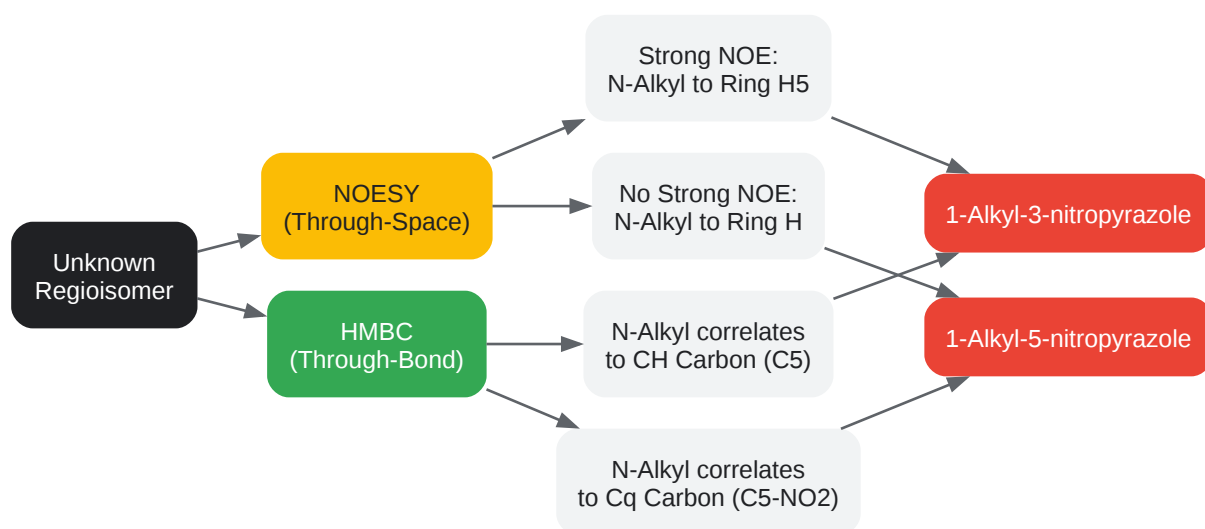 Unknown
Regioisomer
NOESY
(Through-Space)
HMBC
(Through-Bond)
Strong NOE:
N-Alkyl to Ring H5
No Strong NOE:
N-Alkyl to Ring H
N-Alkyl correlates
to CH Carbon (C5)
N-Alkyl correlates
to Cq Carbon (C5-NO2)
1-Alkyl-3-nitropyrazole
1-Alkyl-5-nitropyrazole